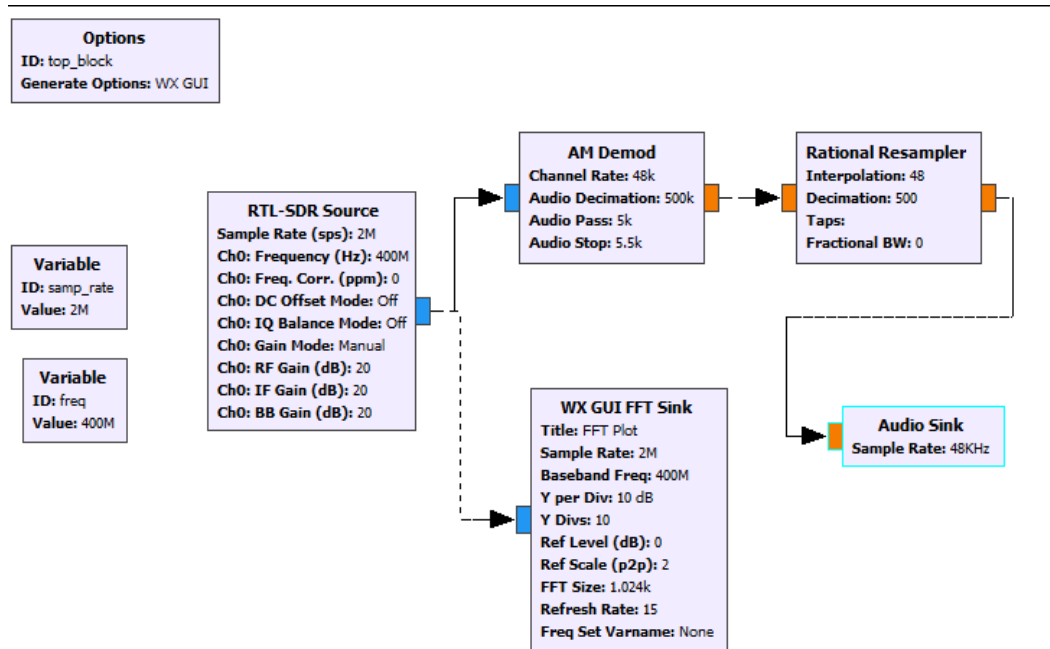 Options
ID: top_block
Generate Options: WX GUI
Variable
ID: samp_rate
Value: 2M
Variable
ID: freq
Value: 400M
RTL-SDR Source
Sample Rate (sps): 2M
Ch0: Frequency (Hz): 400M
Ch0: Freq. Corr. (ppm): 0
Ch0: DC Offset Mode: Off
Ch0: IQ Balance Mode: Off
Ch0: Gain Mode: Manual
Ch0: RF Gain (dB): 20
Ch0: IF Gain (dB): 20
Ch0: BB Gain (dB): 20
AM Demod
Channel Rate: 48k
Audio Decimation: 500k
Audio Pass: 5k
Audio Stop: 5.5k
Rational Resampler
Interpolation: 48
Decimation: 500
Taps:
Fractional BW: 0
WX GUI FFT Sink
Title: FFT Plot
Sample Rate: 2M
Baseband Freq: 400M
Y per Div: 10 dB
Y Divs: 10
Ref Level (dB): 0
Ref Scale (p2p): 2
FFT Size: 1.024k
Refresh Rate: 15
Freq Set Varname: None
Audio Sink
Sample Rate: 48KHz